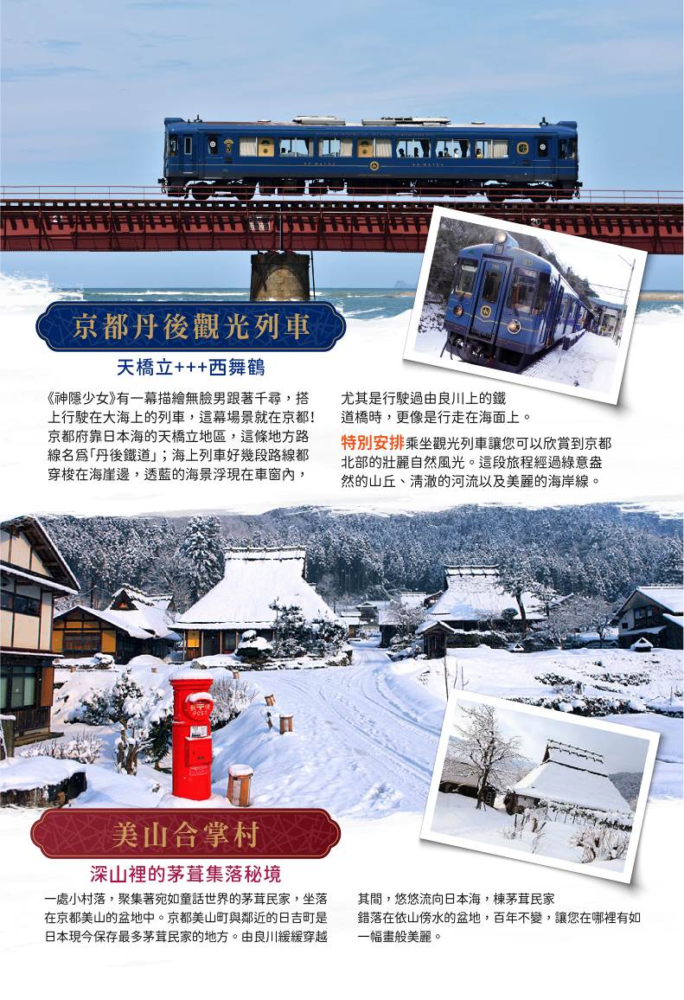 KURO-MATSU
京都丹後觀光列車
天橋立+++西舞鶴
《神隱少女》有一幕描繪無臉男跟著千尋，搭
上行駛在大海上的列車，這幕場景就在京都！
京都府靠日本海的天橋立地區，這條地方路
線名爲「丹後鐵道」；海上列車好幾段路線都
穿梭在海崖邊，透藍的海景浮現在車窗內，
尤其是行駛過由良川上的鐵
道橋時，更像是行走在海面上。
特別安排乘坐觀光列車讓您可以欣賞到京都
北部的壯麗自然風光。這段旅程經過綠意盎
然的山丘、清澈的河流以及美麗的海岸線。
POST
美山合掌村
深山裡的茅葺集落秘境
一處小村落，聚集著宛如童話世界的茅茸民家，坐落
在京都美山的盆地中。京都美山町與鄰近的日吉町是
日本現今保存最多茅茸民家的地方。由良川緩緩穿越
其間，悠悠流向日本海，棟茅茸民家
錯落在依山傍水的盆地，百年不變，讓您在哪裡有如
一幅畫般美麗。